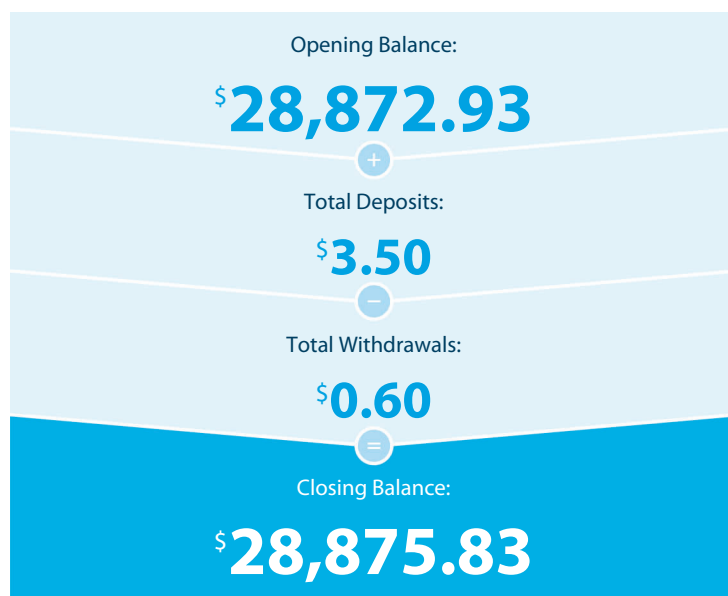 Opening Balance:
$28,872.93
+
Total Deposits:
$3.50
−
Total Withdrawals:
$0.60
=
Closing Balance:
$28,875.83